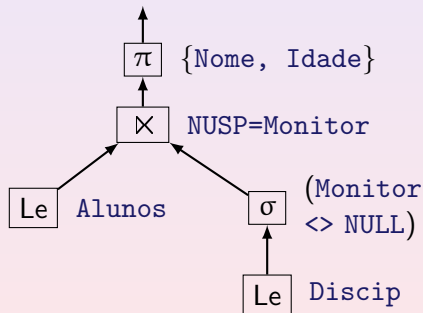 π {Nome, Idade}
⋉ NUSP=Monitor
Le Alunos
σ (Monitor
<> NULL)
Le Discip